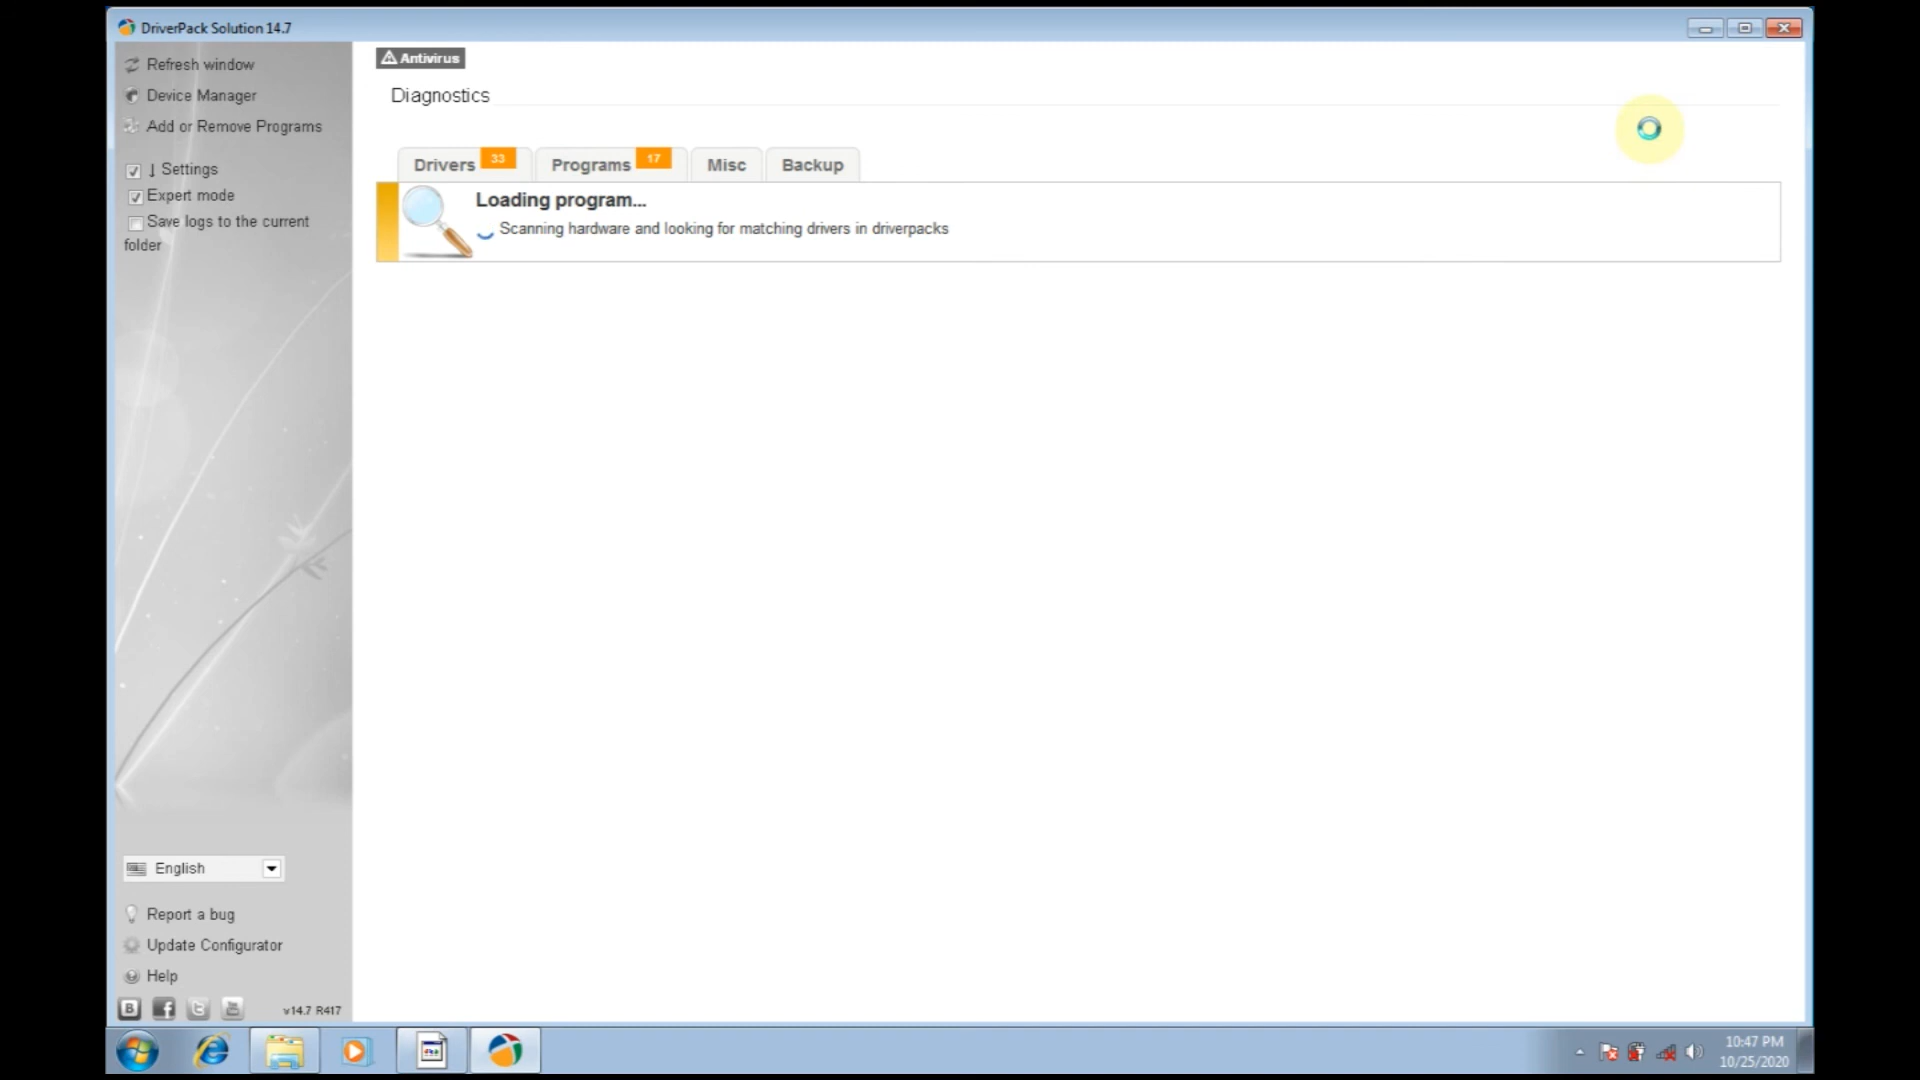 DriverPack Solution 14.7
Refresh window
Device Manager
Add or Remove Programs
Settings
Expert mode
Save logs to the current
folder
English
Report a bug
Update Configurator
Help
v14.7 R417
Antivirus
Diagnostics
Drivers 33
Programs 17
Misc
Backup
Loading program...
Scanning hardware and looking for matching drivers in driverpacks
10:47 PM
10/25/2020